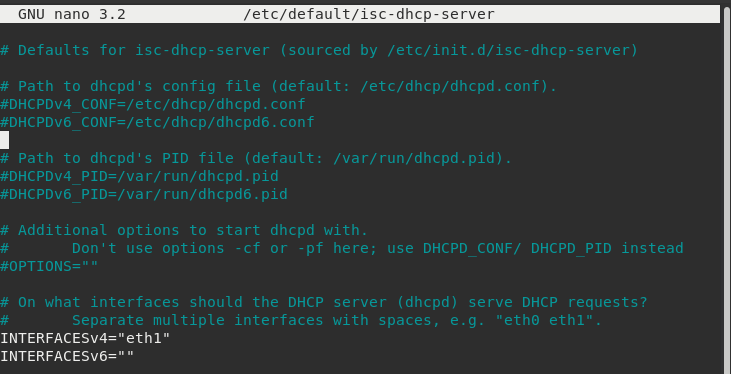 GNU nano 3.2 /etc/default/isc-dhcp-server
# Defaults for isc-dhcp-server (sourced by /etc/init.d/isc-dhcp-server)
# Path to dhcpd's config file (default: /etc/dhcp/dhcpd.conf).
#DHCPDv4_CONF=/etc/dhcp/dhcpd.conf
#DHCPDv6_CONF=/etc/dhcp/dhcpd6.conf
# Path to dhcpd's PID file (default: /var/run/dhcpd.pid).
#DHCPDv4_PID=/var/run/dhcpd.pid
#DHCPDv6_PID=/var/run/dhcpd6.pid
# Additional options to start dhcpd with.
#       Don't use options -cf or -pf here; use DHCPD_CONF/ DHCPD_PID instead
#OPTIONS=""
# On what interfaces should the DHCP server (dhcpd) serve DHCP requests?
#       Separate multiple interfaces with spaces, e.g. "eth0 eth1".
INTERFACESv4="eth1"
INTERFACESv6=""